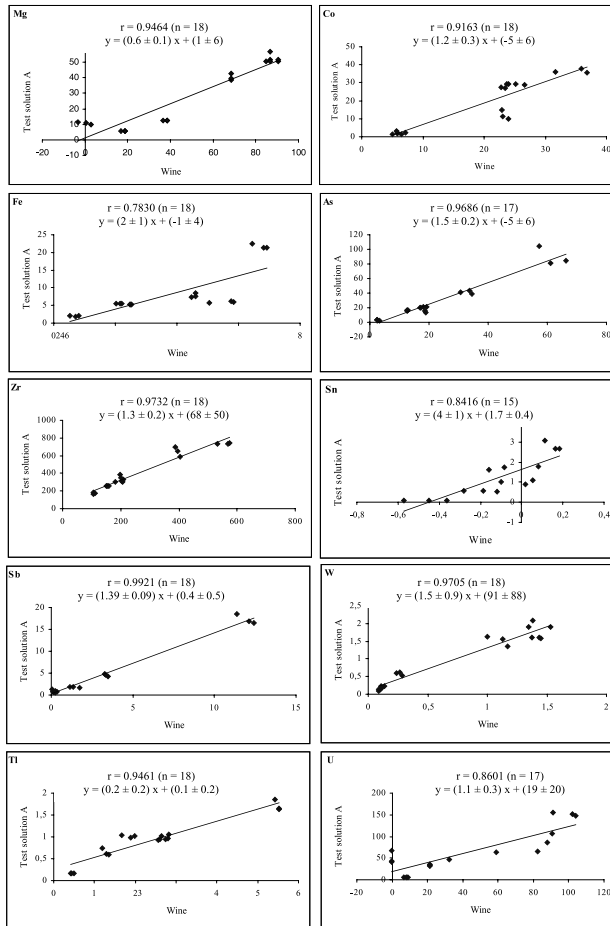 Mg
r = 0.9464 (n = 18)
y = (0.6 ± 0.1) x + (1 ± 6)
Test solution A
50
40
30
20
10
-10
-20 0 20 40 60 80 100
Wine
Co
r = 0.9163 (n = 18)
y = (1.2 ± 0.3) x + (-5 ± 6)
Test solution A
50
40
30
20
10
0
0 10 20 30 40
Wine
Fe
r = 0.7830 (n = 18)
y = (2 ± 1) x + (-1 ± 4)
Test solution A
25
20
15
10
5
0
0246 8
Wine
As
r = 0.9686 (n = 17)
y = (1.5 ± 0.2) x + (-5 ± 6)
Test solution A
120
100
80
60
40
20
0
-20
0 20 40 60 80
Wine
Zr
r = 0.9732 (n = 18)
y = (1.3 ± 0.2) x + (68 ± 50)
Test solution A
1000
800
600
400
200
0
0 200 400 600 800
Wine
Sn
r = 0.8416 (n = 15)
y = (4 ± 1) x + (1.7 ± 0.4)
Test solution A
3
2
1
-1
-0,8 -0,6 -0,4 -0,2 0 0,2 0,4
Wine
Sb
r = 0.9921 (n = 18)
y = (1.39 ± 0.09) x + (0.4 ± 0.5)
Test solution A
20
15
10
5
0
0 5 10 15
Wine
W
r = 0.9705 (n = 18)
y = (1.5 ± 0.9) x + (91 ± 88)
Test solution A
2,5
2
1,5
1
0,5
0
0 0,5 1 1,5 2
Wine
Tl
r = 0.9461 (n = 18)
y = (0.2 ± 0.2) x + (0.1 ± 0.2)
Test solution A
2
1,5
1
0,5
0
0 1 23 4 5 6
Wine
U
r = 0.8601 (n = 17)
y = (1.1 ± 0.3) x + (19 ± 20)
Test solution A
200
150
100
50
0
-50
0 20 40 60 80 100 120
Wine